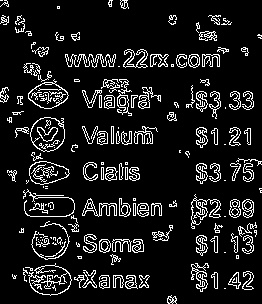 www.22rx.com
Viagra $3.33
Valium $1.21
Cialis $3.75
Ambien $2.89
Soma $1.13
Xanax $1.42